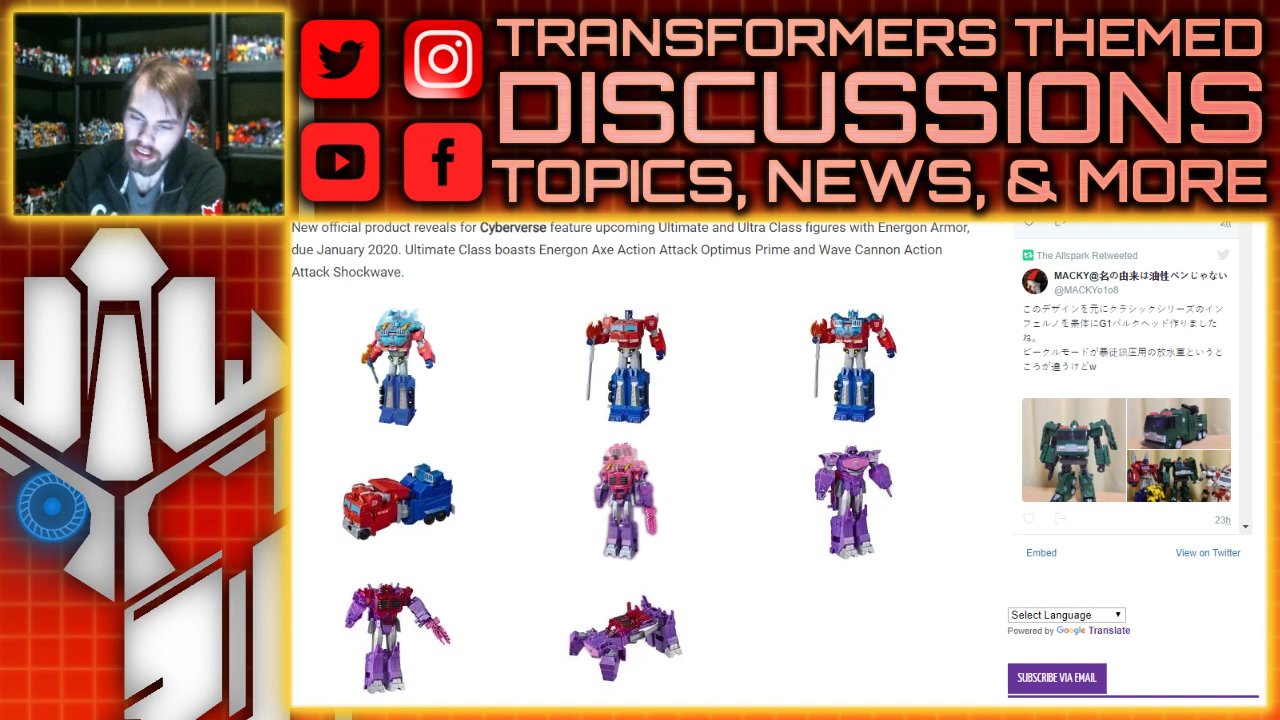 TRANSFORMERS THEMED
DISCUSSIONS
TOPICS, NEWS, & MORE
New official product reveals for Cyberverse feature upcoming Ultimate and Ultra Class figures with Energon Armor,
due January 2020. Ultimate Class boasts Energon Axe Action Attack Optimus Prime and Wave Cannon Action
Attack Shockwave.
The Allspark Retweeted
MACKY@名の由来は油性ペンじゃない
@MACKYo1o8
このデザインを元にクラシックシリーズのイン
フェルノを素体にG1バルクヘッド作りました
ね。
ビークルモードが暴徒鎮圧用の放水車というと
ころが違うけどw
23h
Embed
View on Twitter
Select Language
Powered by Google Translate
SUBSCRIBE VIA EMAIL